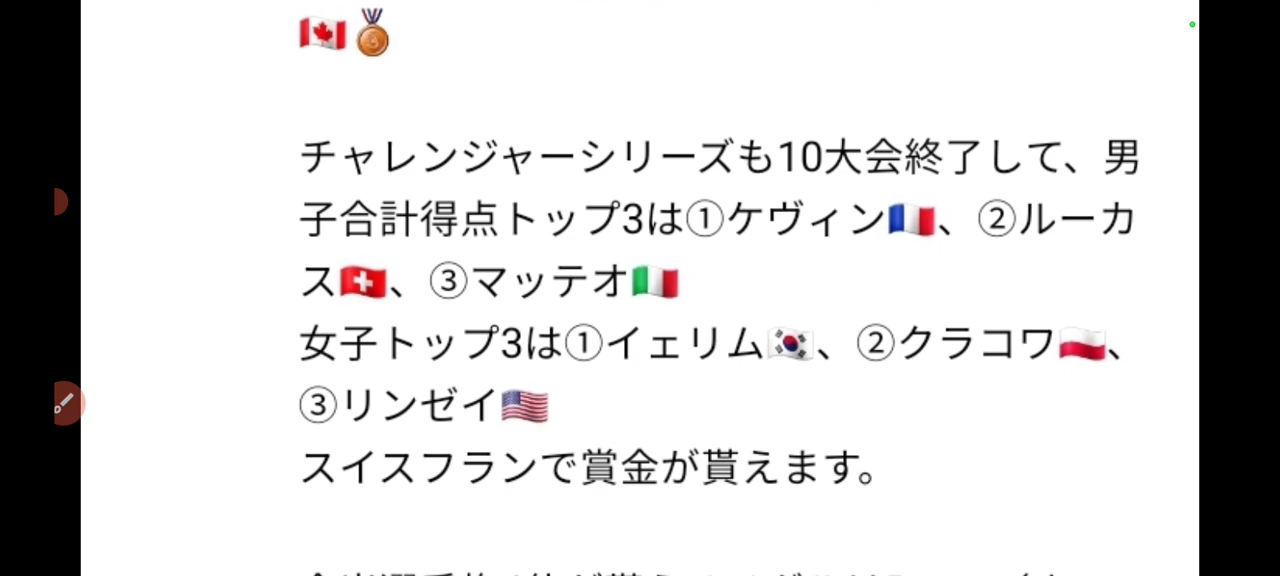 🇨🇦🥉
チャレンジャーシリーズも10大会終了して、男
子合計得点トップ3は①ケヴィン🇫🇷、②ルーカ
ス🇨🇭、③マッテオ🇮🇹
女子トップ3は①イェリム🇰🇷、②クラコワ🇵🇱、
③リンゼイ🇺🇸
スイスフランで賞金が貰えます。